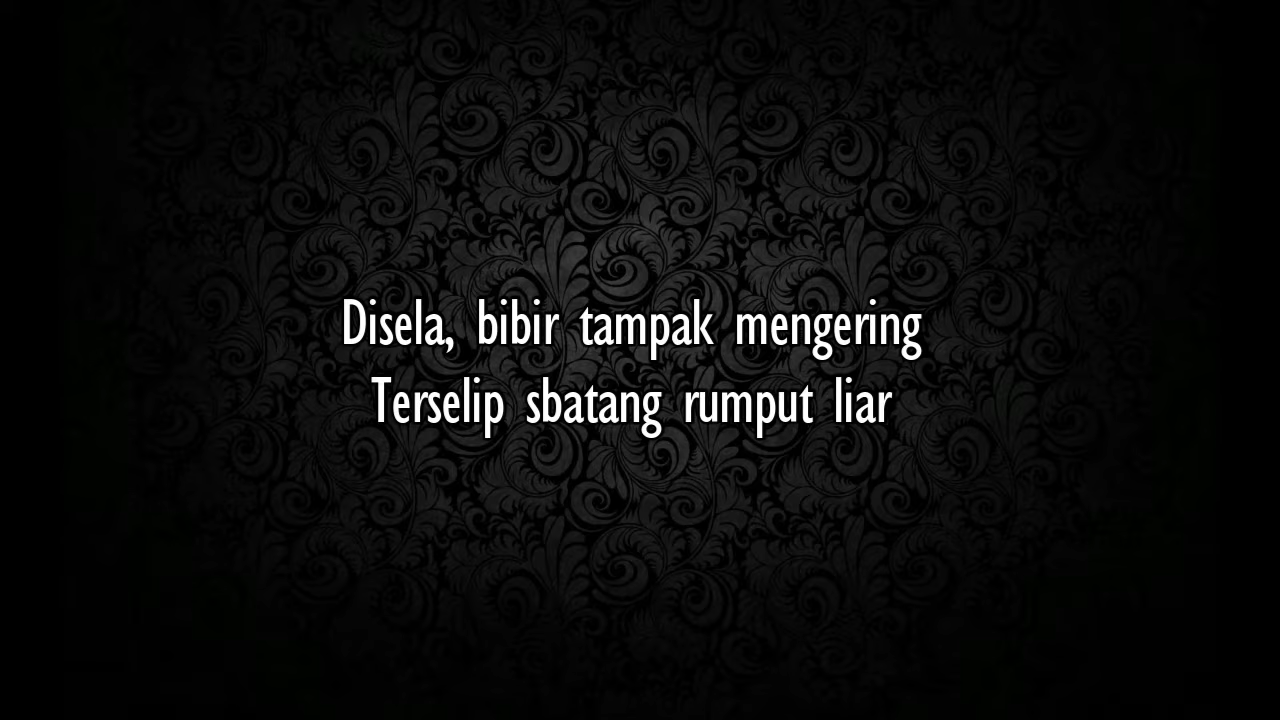 Disela, bibir tampak mengering
Terselip sbatang rumput liar